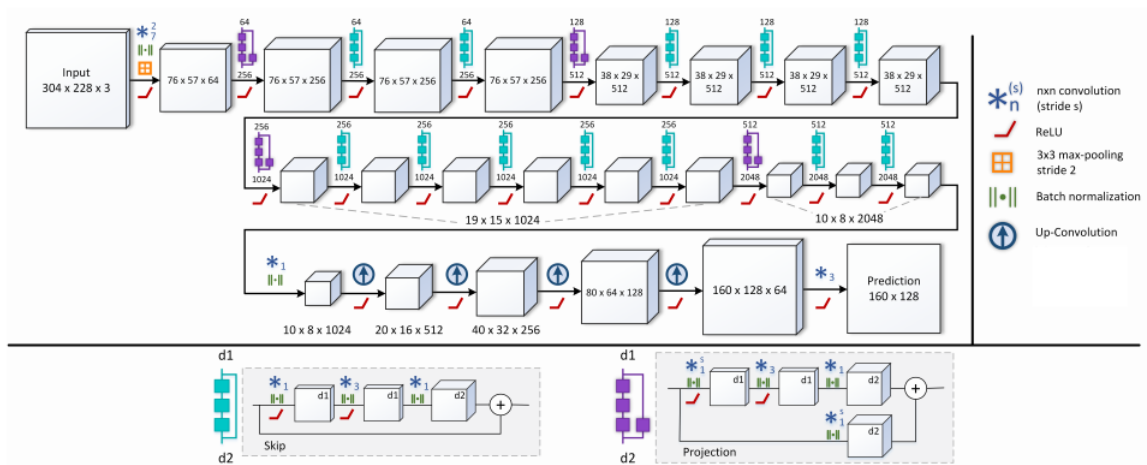 Input
304 x 228 x 3
* 2 7
76 x 57 x 64
64
256
76 x 57 x 256
64
256
76 x 57 x 256
64
256
76 x 57 x 256
128
512
38 x 29 x
512
128
512
38 x 29 x
512
128
512
38 x 29 x
512
128
512
38 x 29 x
512
256
1024
256
1024
256
1024
256
1024
256
1024
256
1024
512
2048
512
2048
512
2048
19 x 15 x 1024
10 x 8 x 2048
* 1
10 x 8 x 1024
20 x 16 x 512
40 x 32 x 256
80 x 64 x 128
160 x 128 x 64
* 3
Prediction
160 x 128
* (s) n
nxn convolution
(stride s)
ReLU
3x3 max-pooling
stride 2
Batch normalization
Up-Convolution
d1
d2
* 1
d1
* 3
d1
* 1
d2
+
Skip
d1
d2
* s 1
d1
* 3
d1
* 1
d2
+
* s 1
d2
Projection